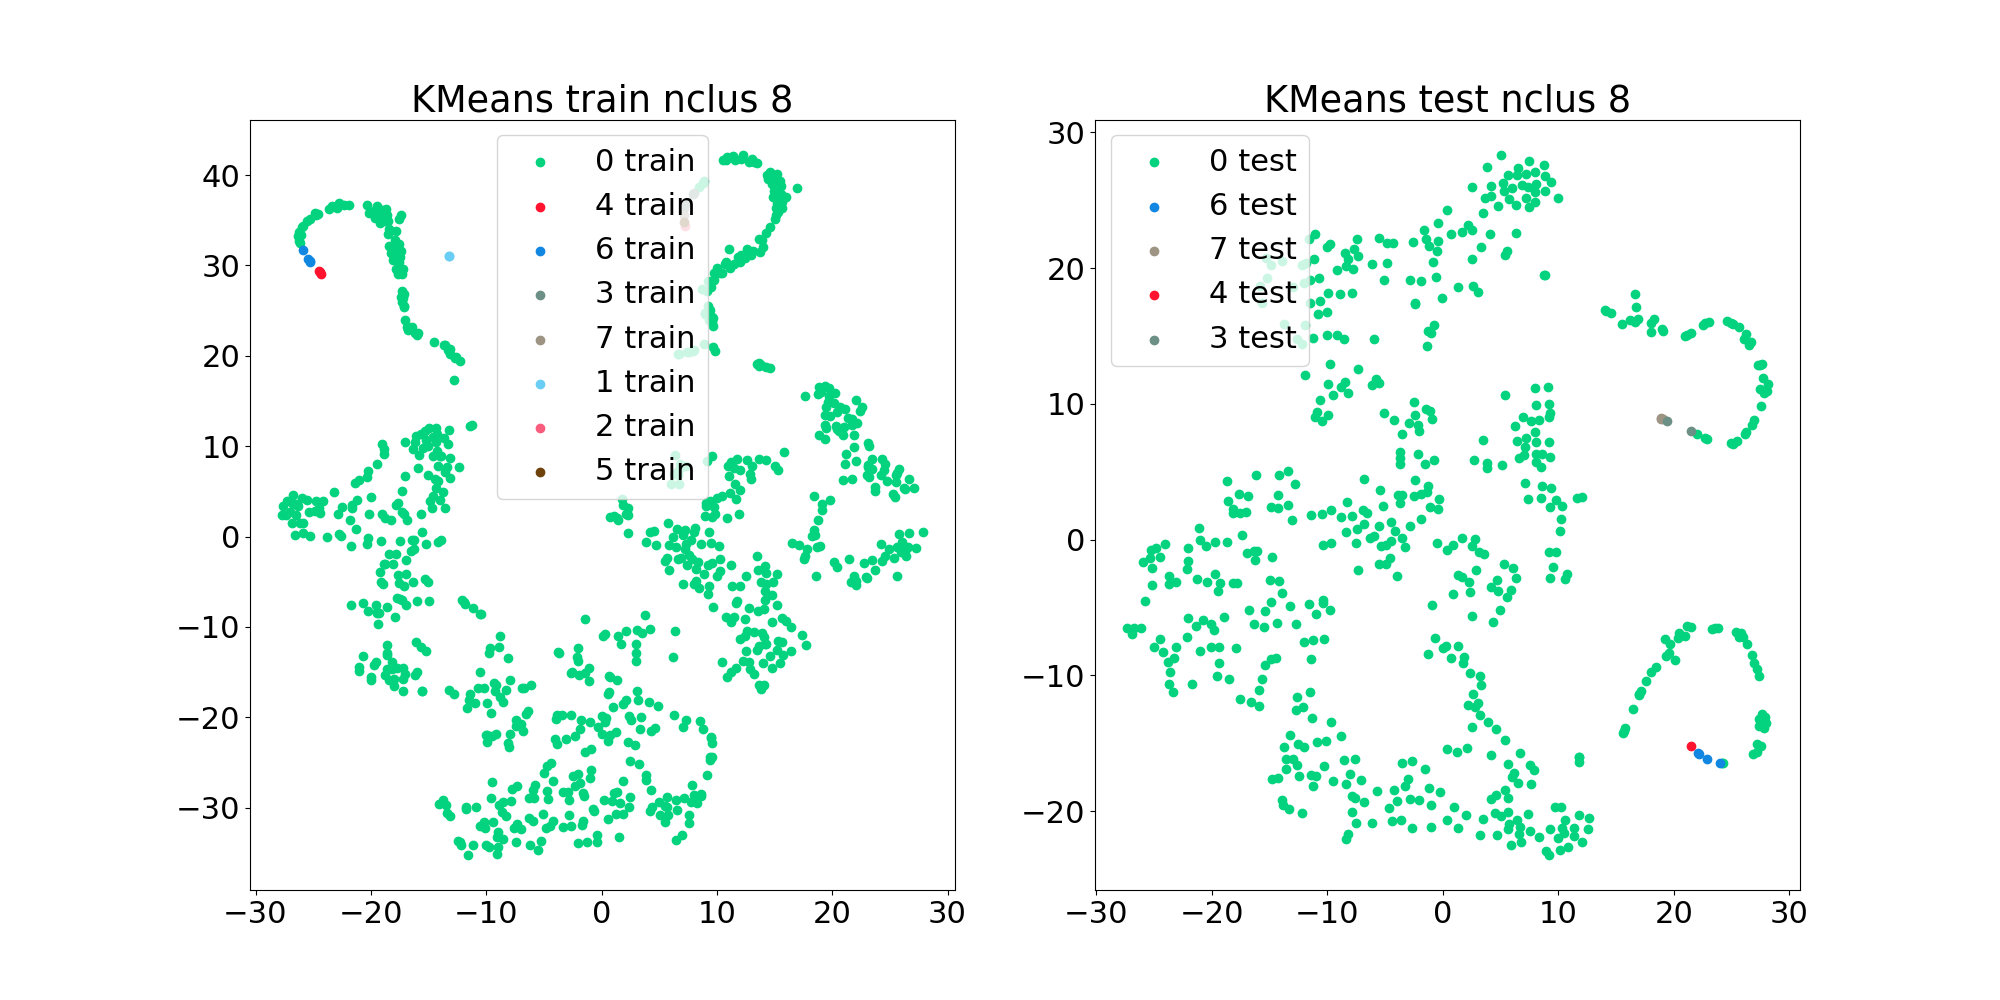 KMeans train nclus 8
0 train
4 train
6 train
3 train
7 train
1 train
2 train
5 train
40
30
20
10
0
−10
−20
−30
−30 −20 −10 0 10 20 30
KMeans test nclus 8
0 test
6 test
7 test
4 test
3 test
30
20
10
0
−10
−20
−30 −20 −10 0 10 20 30